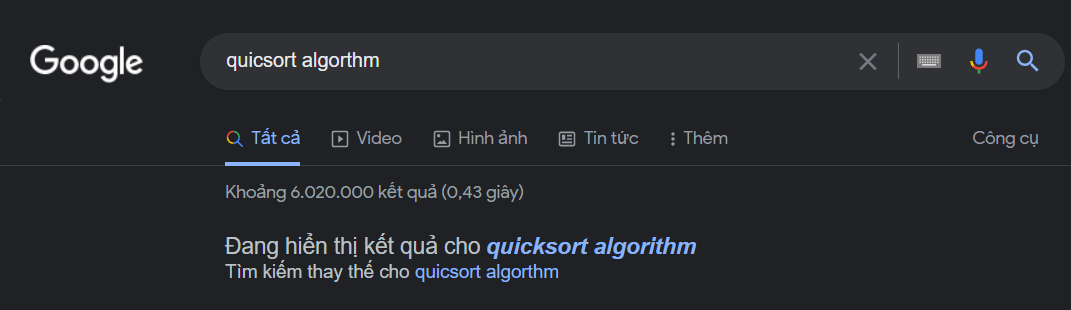 Google
quicsort algorthm
Tất cả Video Hình ảnh Tin tức Thêm Công cụ
Khoảng 6.020.000 kết quả (0,43 giây)
Đang hiển thị kết quả cho quicksort algorithm
Tìm kiếm thay thế cho quicsort algorthm